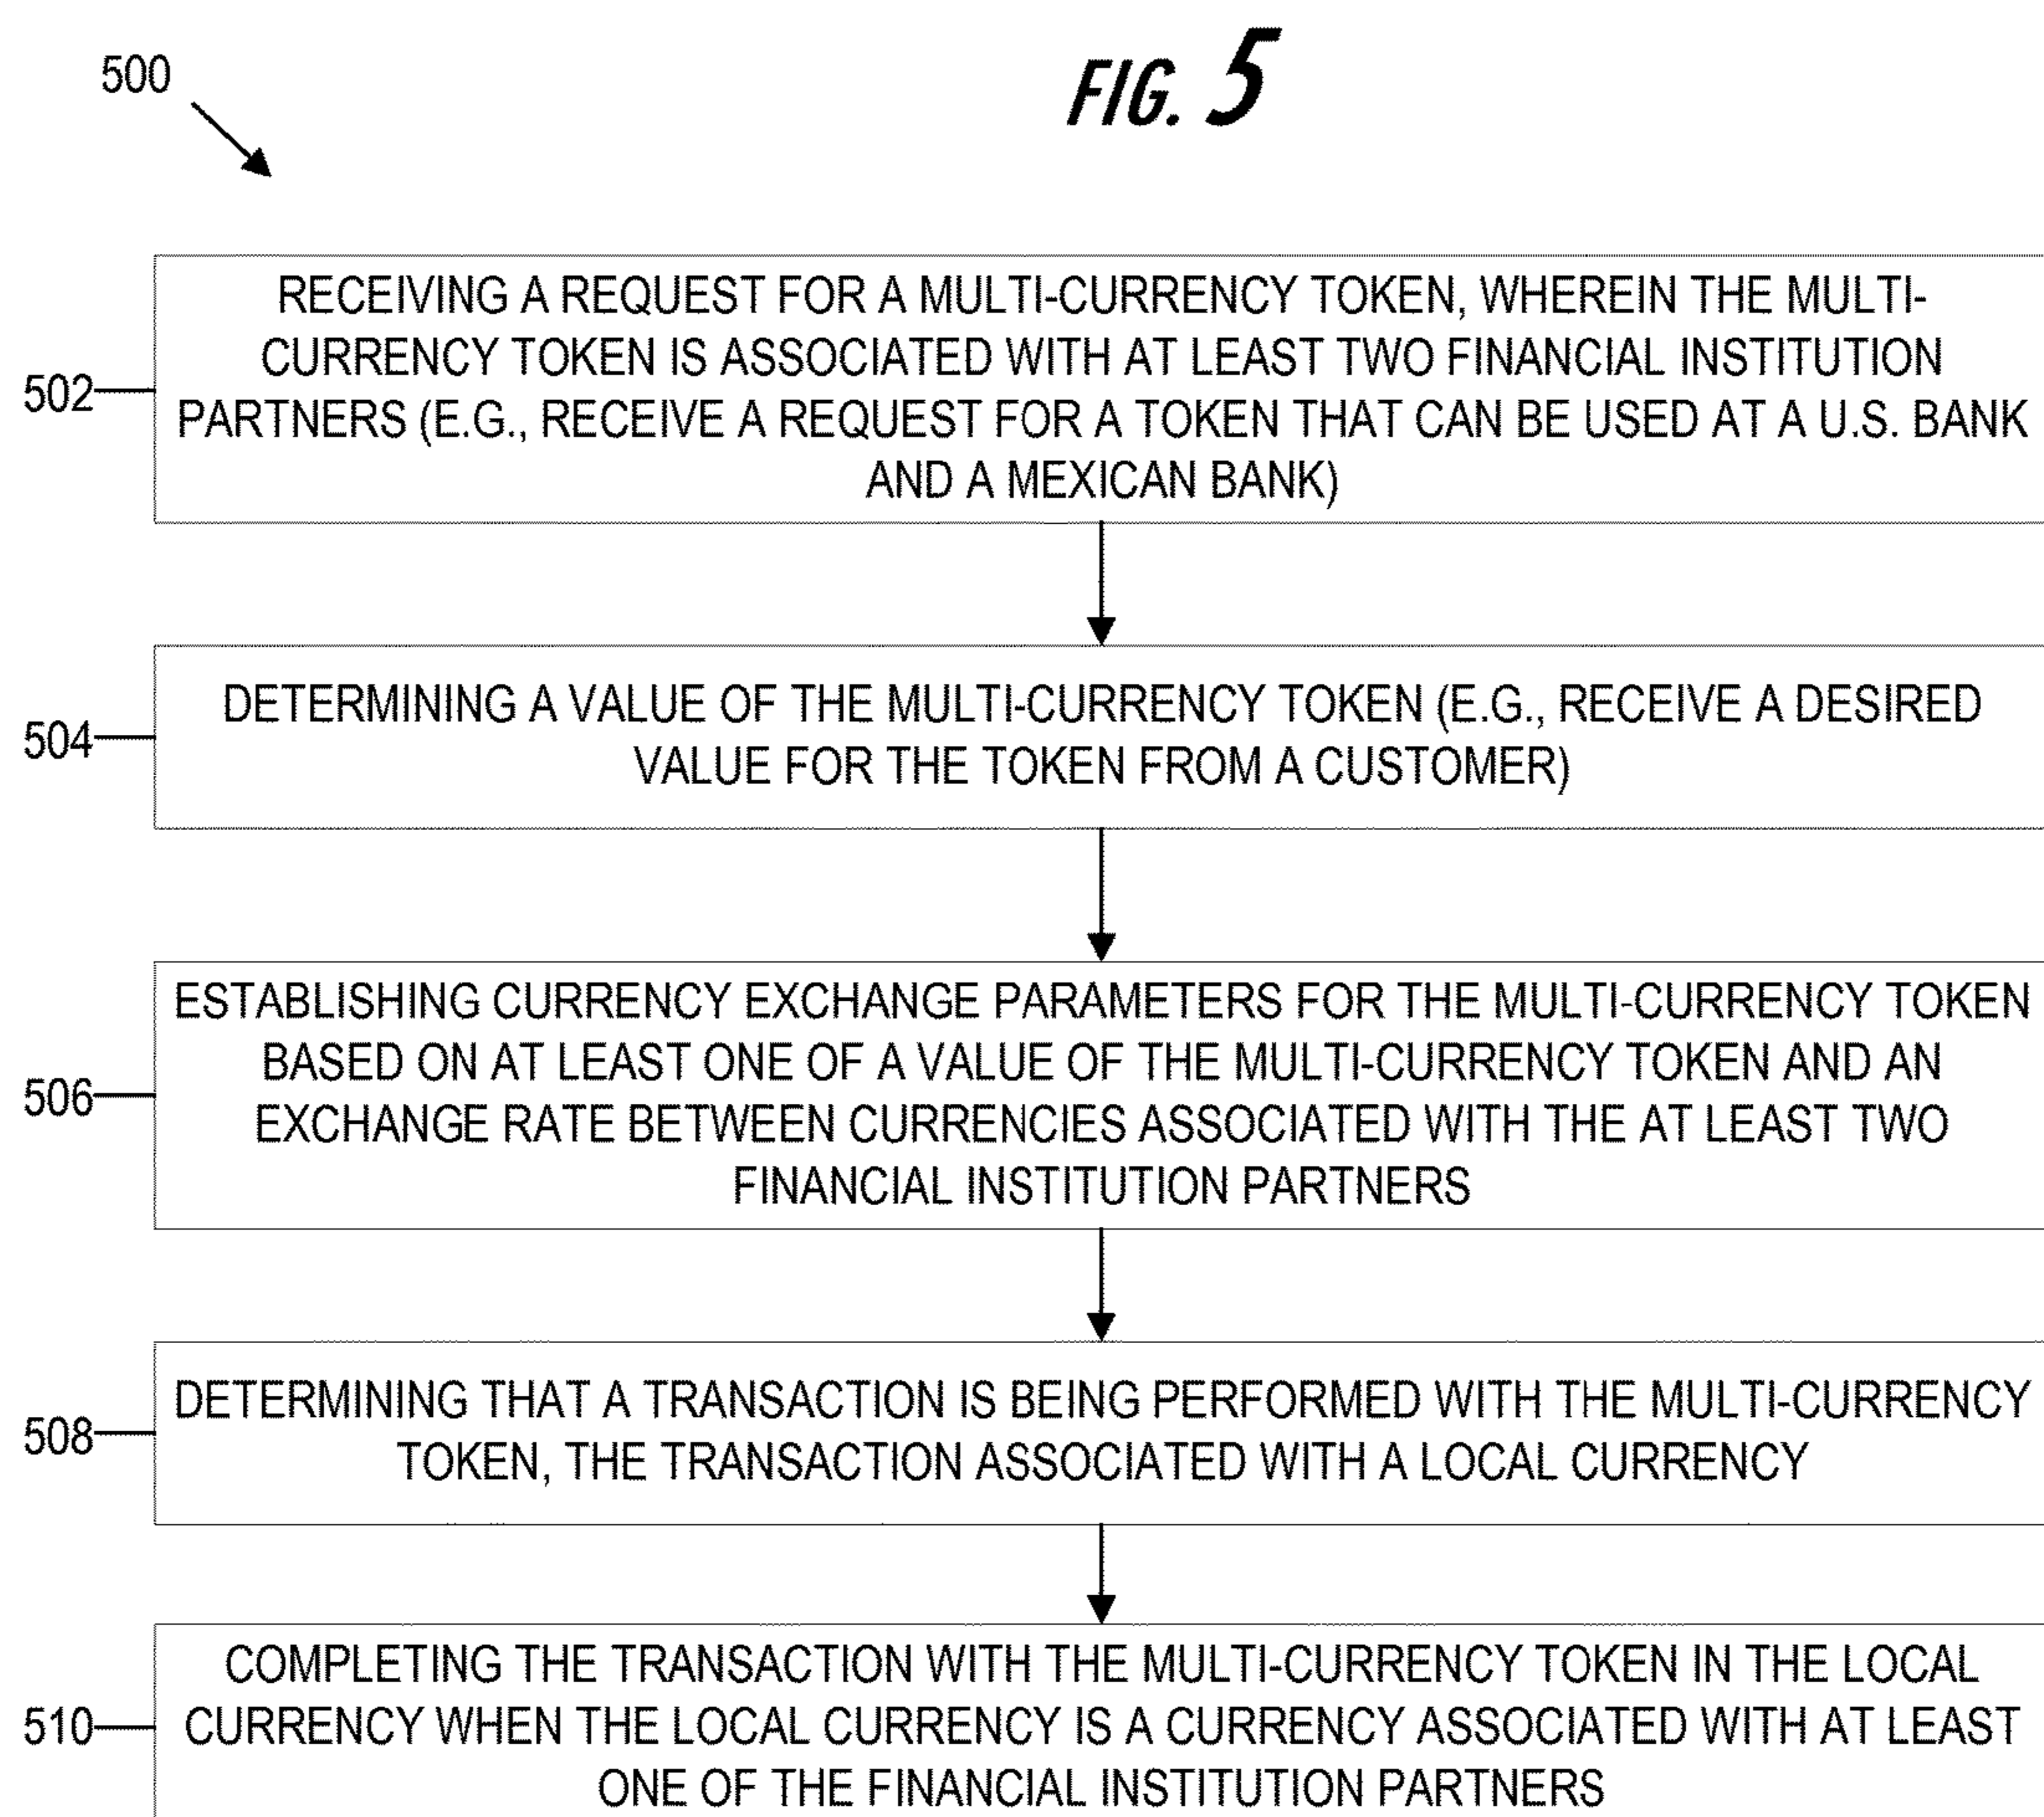 500
FIG. 5
502
RECEIVING A REQUEST FOR A MULTI-CURRENCY TOKEN, WHEREIN THE MULTI-
CURRENCY TOKEN IS ASSOCIATED WITH AT LEAST TWO FINANCIAL INSTITUTION
PARTNERS (E.G., RECEIVE A REQUEST FOR A TOKEN THAT CAN BE USED AT A U.S. BANK
AND A MEXICAN BANK)
504
DETERMINING A VALUE OF THE MULTI-CURRENCY TOKEN (E.G., RECEIVE A DESIRED
VALUE FOR THE TOKEN FROM A CUSTOMER)
506
ESTABLISHING CURRENCY EXCHANGE PARAMETERS FOR THE MULTI-CURRENCY TOKEN
BASED ON AT LEAST ONE OF A VALUE OF THE MULTI-CURRENCY TOKEN AND AN
EXCHANGE RATE BETWEEN CURRENCIES ASSOCIATED WITH THE AT LEAST TWO
FINANCIAL INSTITUTION PARTNERS
508
DETERMINING THAT A TRANSACTION IS BEING PERFORMED WITH THE MULTI-CURRENCY
TOKEN, THE TRANSACTION ASSOCIATED WITH A LOCAL CURRENCY
510
COMPLETING THE TRANSACTION WITH THE MULTI-CURRENCY TOKEN IN THE LOCAL
CURRENCY WHEN THE LOCAL CURRENCY IS A CURRENCY ASSOCIATED WITH AT LEAST
ONE OF THE FINANCIAL INSTITUTION PARTNERS